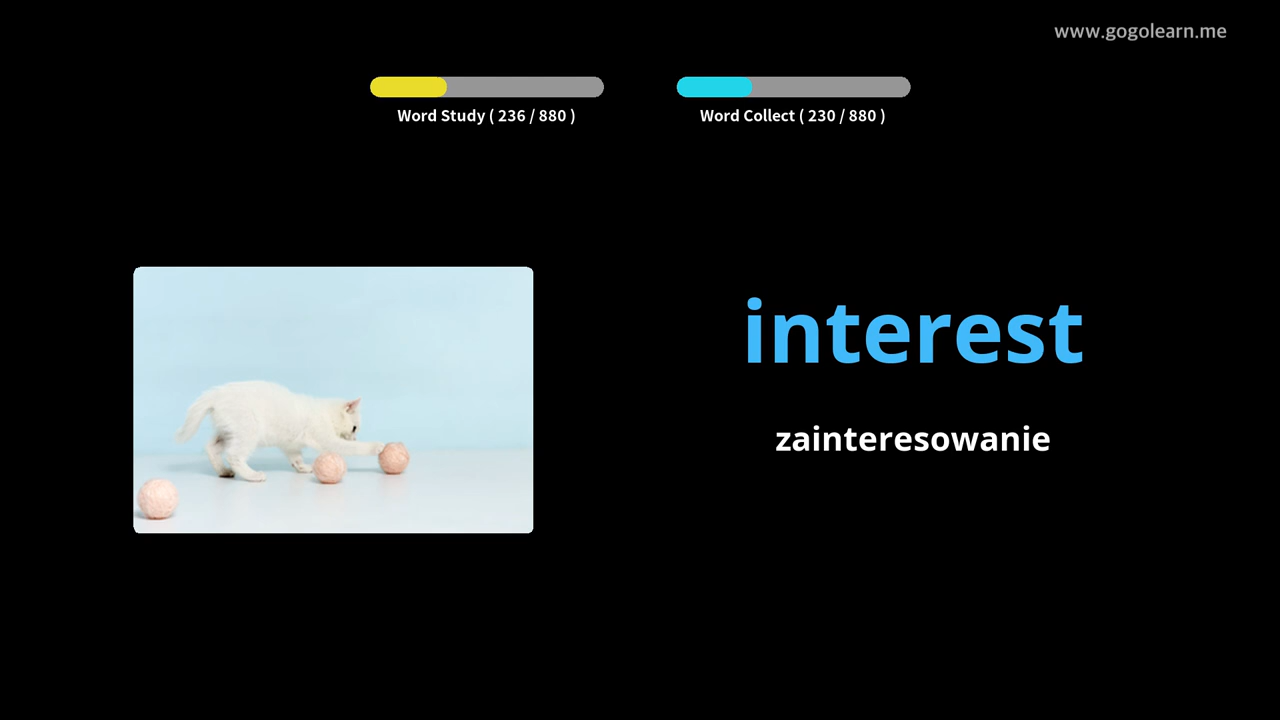 www.gogolearn.me
Word Study ( 236 / 880 )
Word Collect ( 230 / 880 )
interest
zainteresowanie